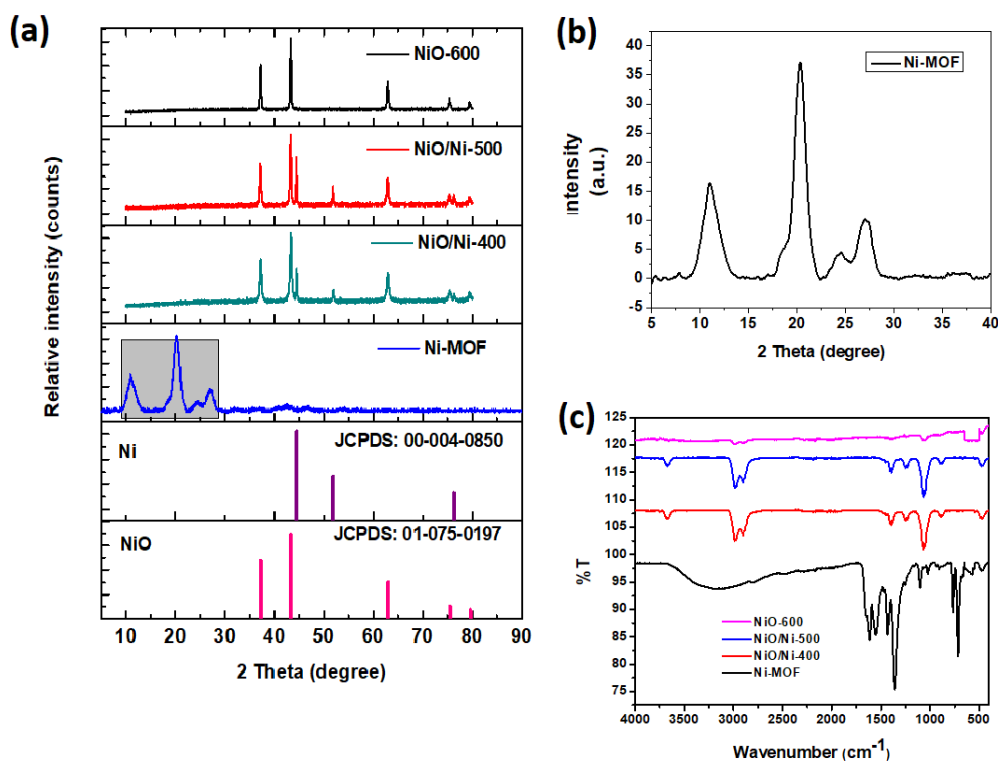 (a)
NiO-600
NiO/Ni-500
NiO/Ni-400
Ni-MOF
Ni
JCPDS: 00-004-0850
NiO
JCPDS: 01-075-0197
Relative intensity (counts)
10 20 30 40 50 60 70 80 90
2 Theta (degree)
(b)
Ni-MOF
40
35
30
25
20
15
10
5
0
-5
Intensity
(a.u.)
5 10 15 20 25 30 35 40
2 Theta (degree)
(c)
125
120
115
110
105
100
95
90
85
80
75
%T
NiO-600
NiO/Ni-500
NiO/Ni-400
Ni-MOF
4000 3500 3000 2500 2000 1500 1000 500
Wavenumber (cm-1)